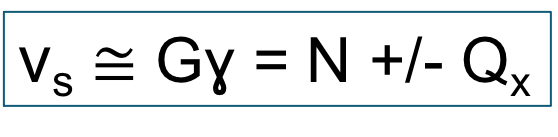 vₛ ≅ Gɣ = N +/- Qₓ